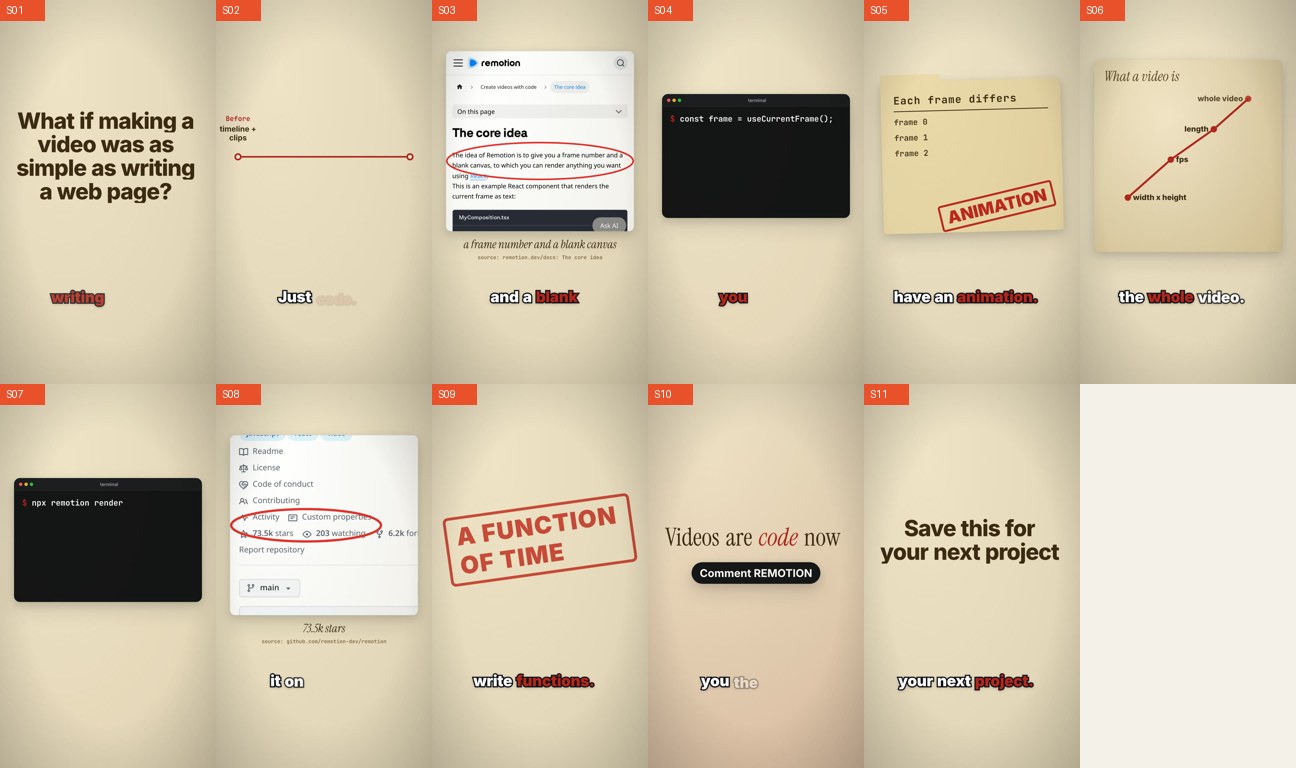 S01
What if making a
video was as
simple as writing
a web page?
writing
S02
Before
timeline +
clips
Just code.
S03
remotion
Create videos with code
The core idea
On this page
The core idea
The idea of Remotion is to give you a frame number and a
blank canvas, to which you can render anything you want
using React.
This is an example React component that renders the
current frame as text:
MyComposition.tsx
Ask AI
a frame number and a blank canvas
source: remotion.dev/docs: The core idea
and a blank
S04
terminal
$ const frame = useCurrentFrame();
you
S05
Each frame differs
frame 0
frame 1
frame 2
ANIMATION
have an animation.
S06
What a video is
whole video
length
fps
width x height
the whole video.
S07
terminal
$ npx remotion render
S08
Readme
License
Code of conduct
Contributing
Activity
Custom properties
73.5k stars
203 watching
6.2k for
Report repository
main
73.5k stars
source: github.com/remotion-dev/remotion
it on
S09
A FUNCTION
OF TIME
write functions.
S10
Videos are code now
Comment REMOTION
you the
S11
Save this for
your next project
your next project.